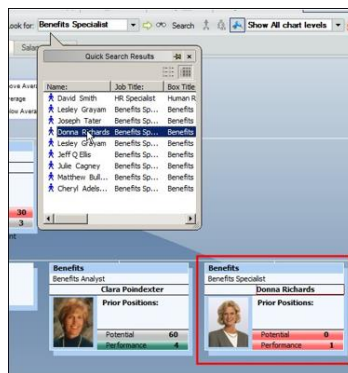 Look for: Benefits Specialist Search Show All chart levels
Quick Search Results
Name: Job Title: Box Title
David Smith HR Specialist Human R
Lesley Grayam Benefits Sp... Benefits
Joseph Tater Benefits Sp... Benefits
Donna Richards Benefits Sp... Benefits
Lesley Grayam Benefits Sp... Benefits
Jeff Q Ellis Benefits Sp... Benefits
Julie Cagney Benefits Sp... Benefits
Matthew Bull... Benefits Sp... Benefits
Cheryl Adels... Benefits Sp... Benefits
30
3
Benefits
Benefits Analyst
Clara Poindexter
Prior Positions:
Potential 60
Performance 4
Benefits
Benefits Specialist
Donna Richards
Prior Positions:
Potential 0
Performance 1